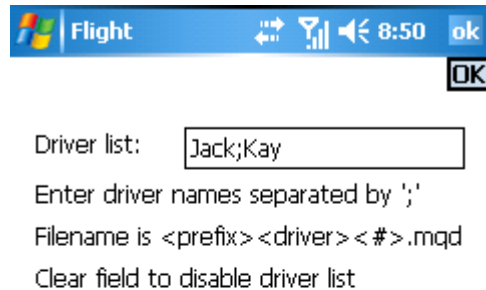 Flight 8:50 ok
OK
Driver list: Jack;Kay
Enter driver names separated by ';'
Filename is <prefix><driver><#>.mqd
Clear field to disable driver list